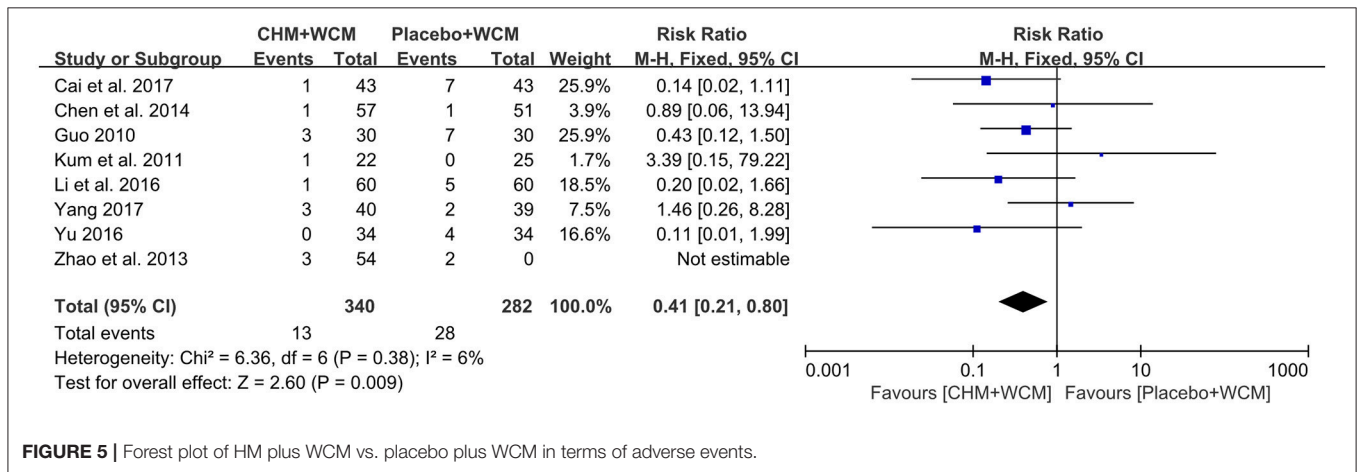 CHM+WCM Placebo+WCM Risk Ratio Risk Ratio
Study or Subgroup Events Total Events Total Weight M-H, Fixed, 95% CI M-H, Fixed, 95% CI
Cai et al. 2017 1 43 7 43 25.9% 0.14 [0.02, 1.11]
Chen et al. 2014 1 57 1 51 3.9% 0.89 [0.06, 13.94]
Guo 2010 3 30 7 30 25.9% 0.43 [0.12, 1.50]
Kum et al. 2011 1 22 0 25 1.7% 3.39 [0.15, 79.22]
Li et al. 2016 1 60 5 60 18.5% 0.20 [0.02, 1.66]
Yang 2017 3 40 2 39 7.5% 1.46 [0.26, 8.28]
Yu 2016 0 34 4 34 16.6% 0.11 [0.01, 1.99]
Zhao et al. 2013 3 54 2 0 Not estimable
Total (95% CI) 340 282 100.0% 0.41 [0.21, 0.80]
Total events 13 28
Heterogeneity: Chi² = 6.36, df = 6 (P = 0.38); I² = 6%
Test for overall effect: Z = 2.60 (P = 0.009)
0.001 0.1 1 10 1000
Favours [CHM+WCM] Favours [Placebo+WCM]
FIGURE 5 | Forest plot of HM plus WCM vs. placebo plus WCM in terms of adverse events.